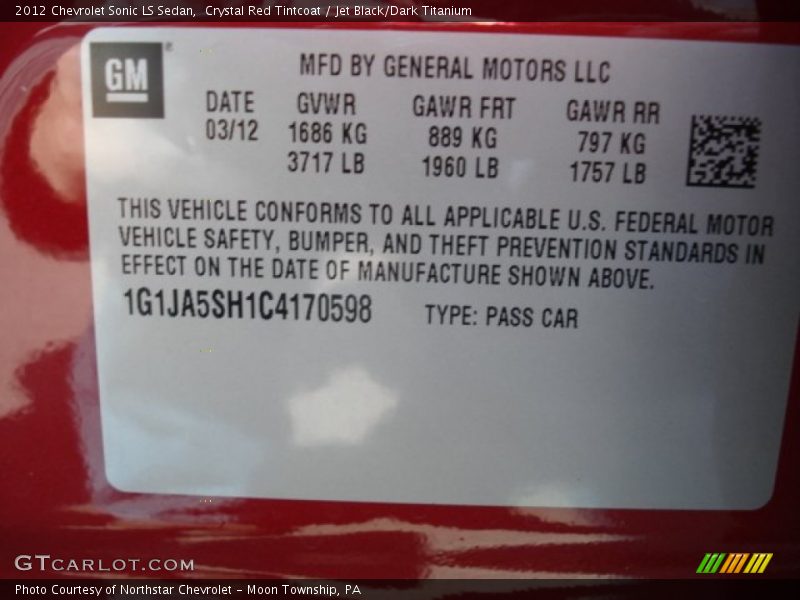 2012 Chevrolet Sonic LS Sedan,  Crystal Red Tintcoat / Jet Black/Dark Titanium
GM®
MFD BY GENERAL MOTORS LLC
DATE GVWR GAWR FRT GAWR RR
03/12 1686 KG 889 KG 797 KG
3717 LB 1960 LB 1757 LB
THIS VEHICLE CONFORMS TO ALL APPLICABLE U.S. FEDERAL MOTOR
VEHICLE SAFETY, BUMPER, AND THEFT PREVENTION STANDARDS IN
EFFECT ON THE DATE OF MANUFACTURE SHOWN ABOVE.
1G1JA5SH1C4170598 TYPE: PASS CAR
GTCARLOT.COM
Photo Courtesy of Northstar Chevrolet - Moon Township, PA